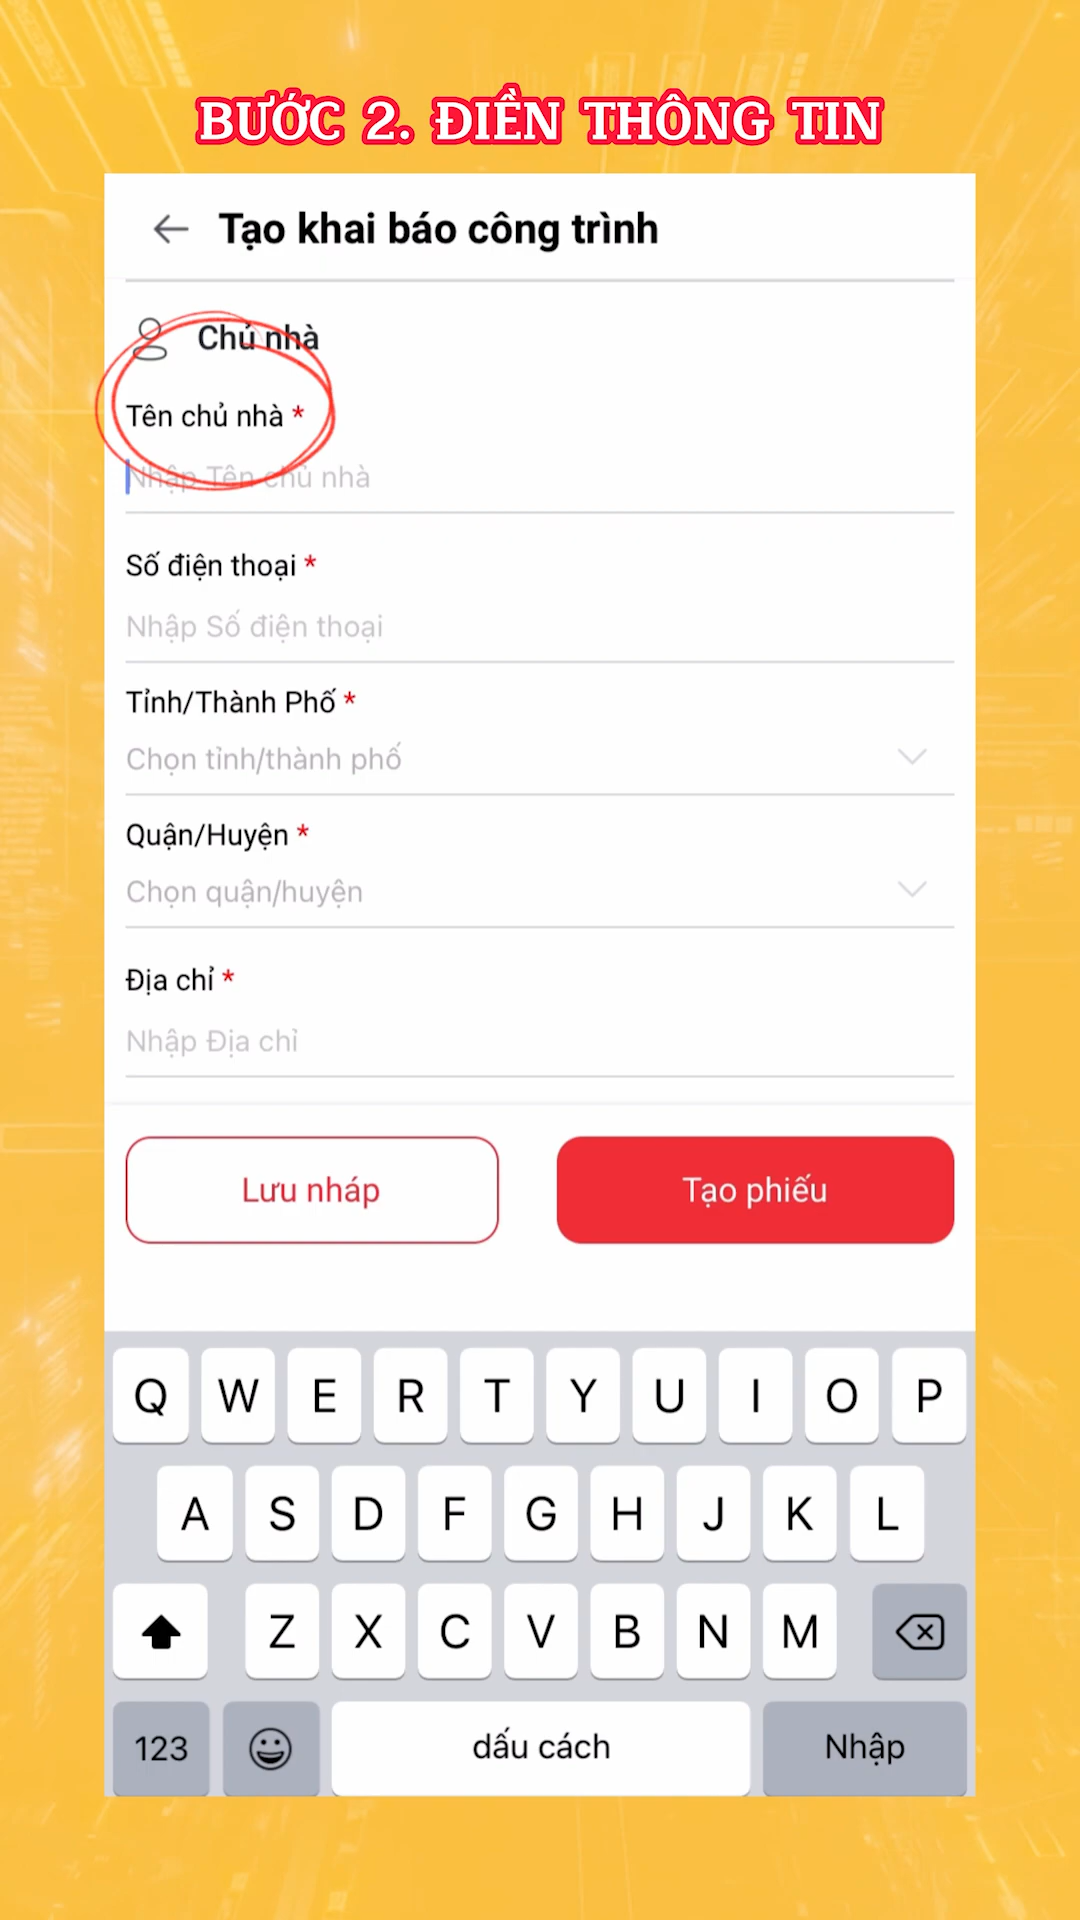 BƯỚC 2. ĐIỀN THÔNG TIN
Tạo khai báo công trình
Chủ nhà
Tên chủ nhà *
Nhập Tên chủ nhà
Số điện thoại *
Nhập Số điện thoại
Tỉnh/Thành Phố *
Chọn tỉnh/thành phố
Quận/Huyện *
Chọn quận/huyện
Địa chỉ *
Nhập Địa chỉ
Lưu nháp Tạo phiếu
Q W E R T Y U I O P
A S D F G H J K L
Z X C V B N M
123 dấu cách Nhập